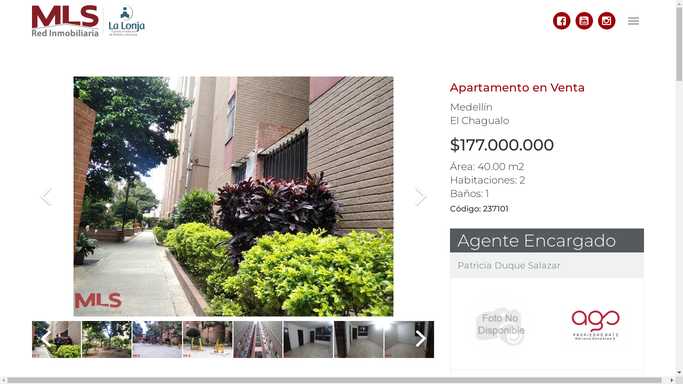 MLS
Red Inmobiliaria
La Lonja
Apartamento en Venta
Medellín
El Chagualo
$177.000.000
Área: 40.00 m2
Habitaciones: 2
Baños: 1
Código: 237101
Agente Encargado
Patricia Duque Salazar
MLS
Foto No
Disponible
ago